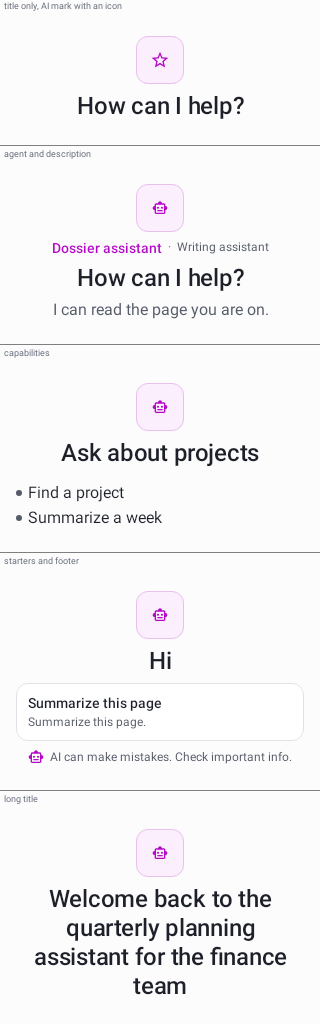 title only, AI mark with an icon
How can I help?
agent and description
Dossier assistant · Writing assistant
How can I help?
I can read the page you are on.
capabilities
Ask about projects
• Find a project
• Summarize a week
starters and footer
Hi
Summarize this page
Summarize this page.
AI can make mistakes. Check important info.
long title
Welcome back to the
quarterly planning
assistant for the finance
team